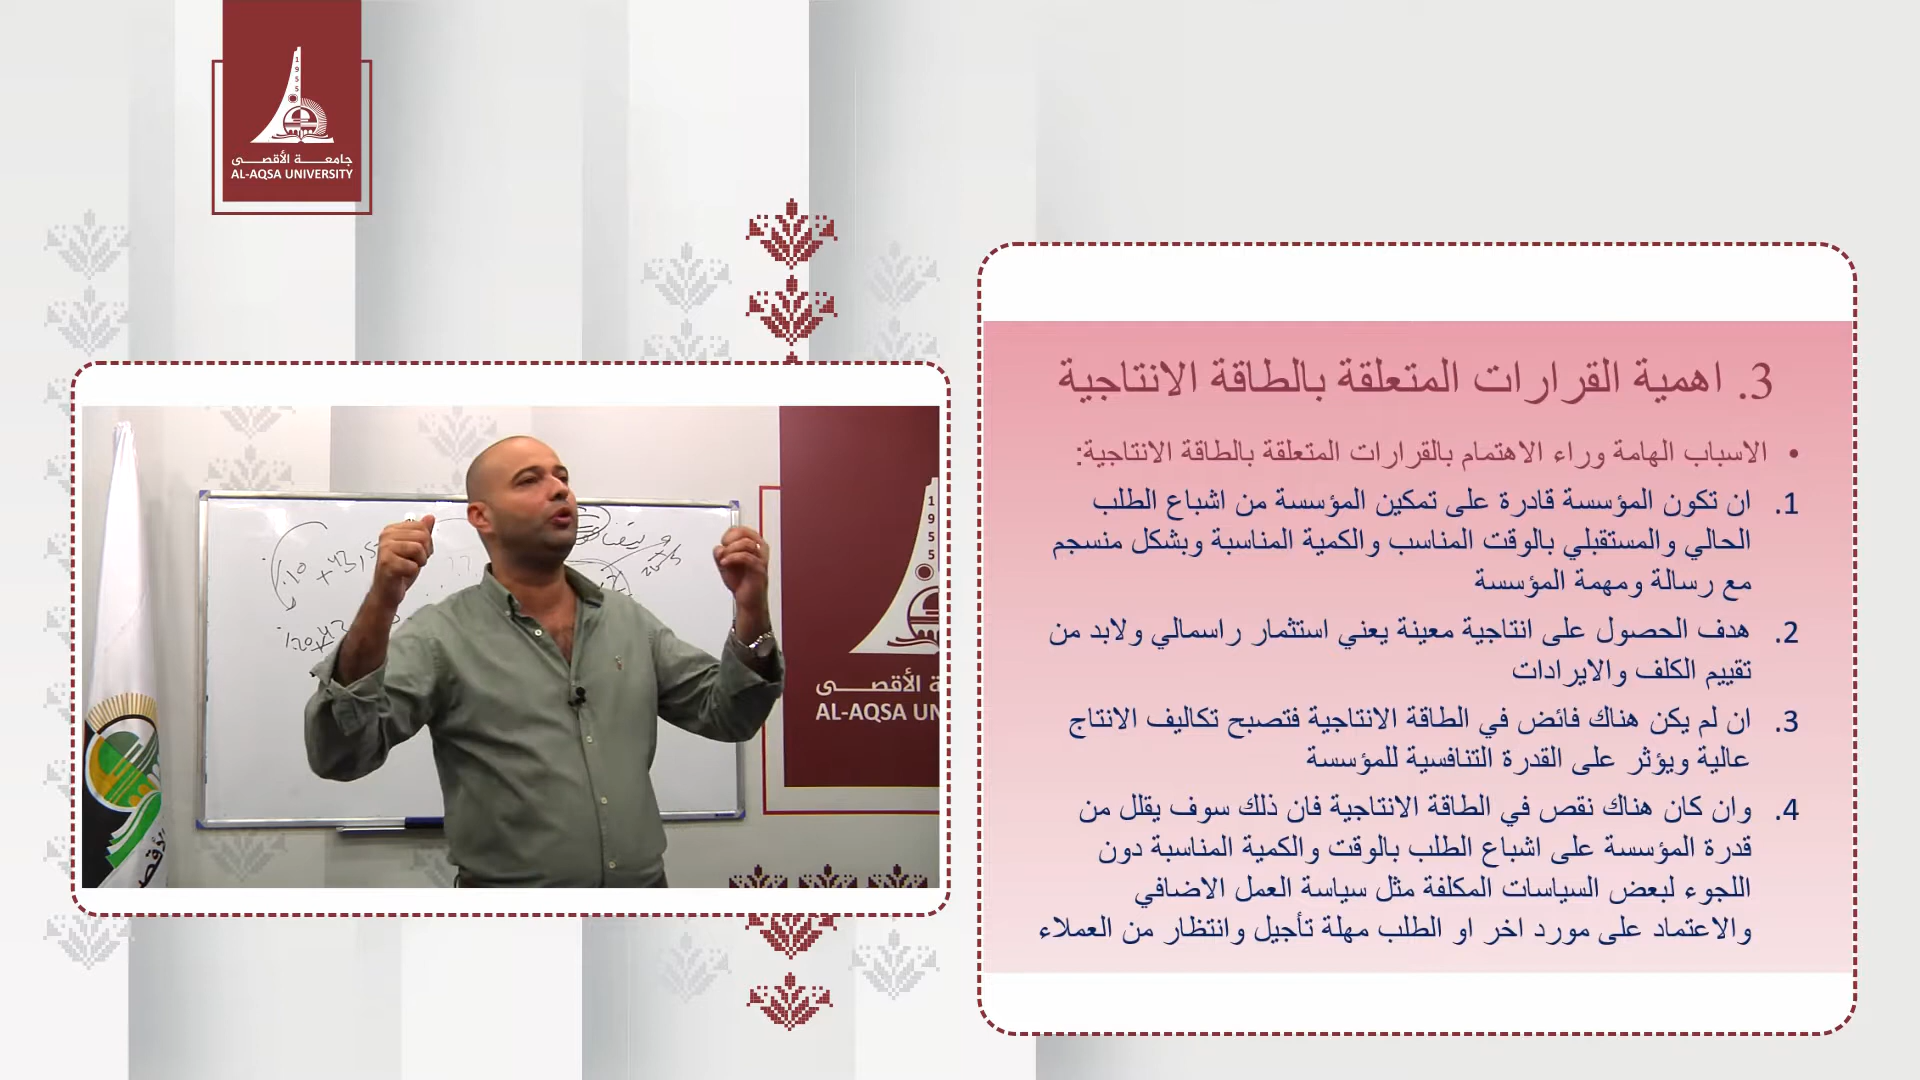 1955
جامعة الأقصى
AL-AQSA UNIVERSITY
3. اهمية القرارات المتعلقة بالطاقة الانتاجية
• الاسباب الهامة وراء الاهتمام بالقرارات المتعلقة بالطاقة الانتاجية:
1. ان تكون المؤسسة قادرة على تمكين المؤسسة من اشباع الطلب
الحالي والمستقبلي بالوقت المناسب والكمية المناسبة وبشكل منسجم
مع رسالة ومهمة المؤسسة
2. هدف الحصول على انتاجية معينة يعني استثمار راسمالي ولابد من
تقييم الكلف والايرادات
3. ان لم يكن هناك فائض في الطاقة الانتاجية فتصبح تكاليف الانتاج
عالية ويؤثر على القدرة التنافسية للمؤسسة
4. وان كان هناك نقص في الطاقة الانتاجية فان ذلك سوف يقلل من
قدرة المؤسسة على اشباع الطلب بالوقت والكمية المناسبة دون
اللجوء لبعض السياسات المكلفة مثل سياسة العمل الاضافي
والاعتماد على مورد اخر او الطلب مهلة تأجيل وانتظار من العملاء
1955
الأقصى
AL-AQSA UN